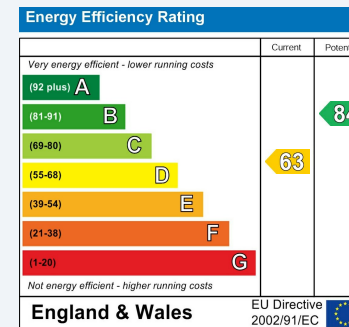 Energy Efficiency Rating
Current
Very energy efficient - lower running costs
(92 plus) A
(81-91) B
(69-80) C
(55-68) D
63
(39-54) E
(21-38) F
(1-20) G
Not energy efficient - higher running costs
England & Wales
EU Directive
2002/91/EC